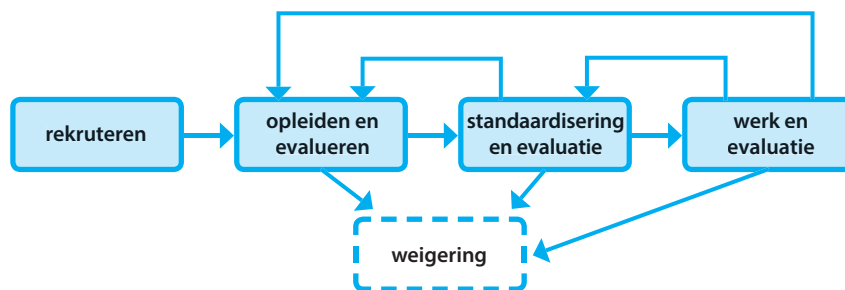 rekruteren
opleiden en
evalueren
standaardisering
en evaluatie
werk en
evaluatie
weigering